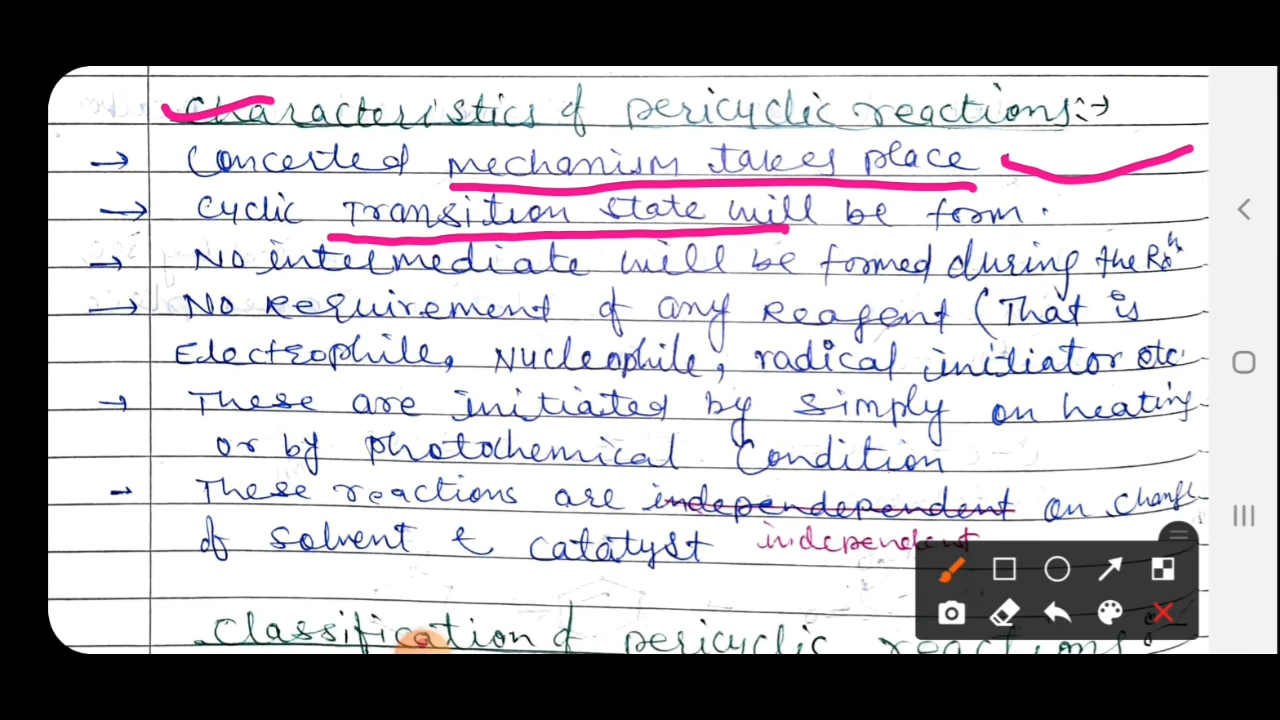 Characteristics of pericyclic reactions:→
→ Concerted mechanism takes place
→ Cyclic Transition state will be form.
→ No intermediate will be formed during the Rxn
→ No Requirement of any Reagent (That is
Electrophile, Nucleophile, radical initiator etc.
→ These are initiated by simply on heating
or by photochemical Condition
→ These reactions are independependent on change
of solvent & catatyst independent
Classification of pericyclic reactions